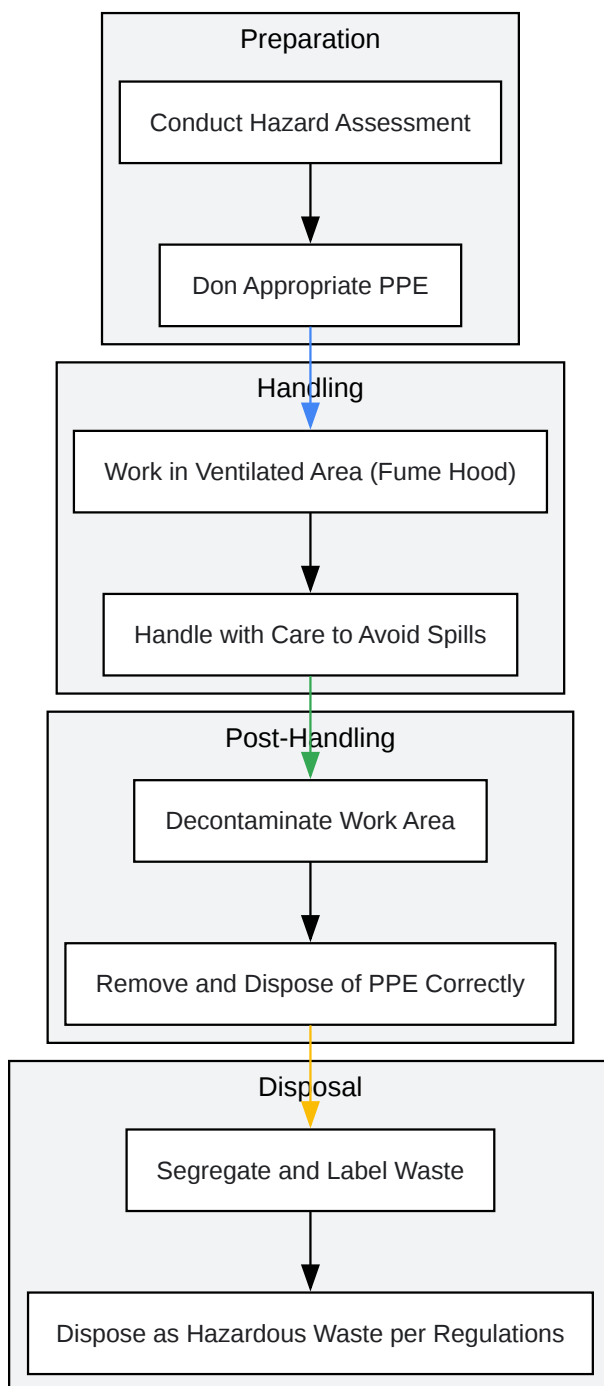 Preparation
Conduct Hazard Assessment
Don Appropriate PPE
Handling
Work in Ventilated Area (Fume Hood)
Handle with Care to Avoid Spills
Post-Handling
Decontaminate Work Area
Remove and Dispose of PPE Correctly
Disposal
Segregate and Label Waste
Dispose as Hazardous Waste per Regulations